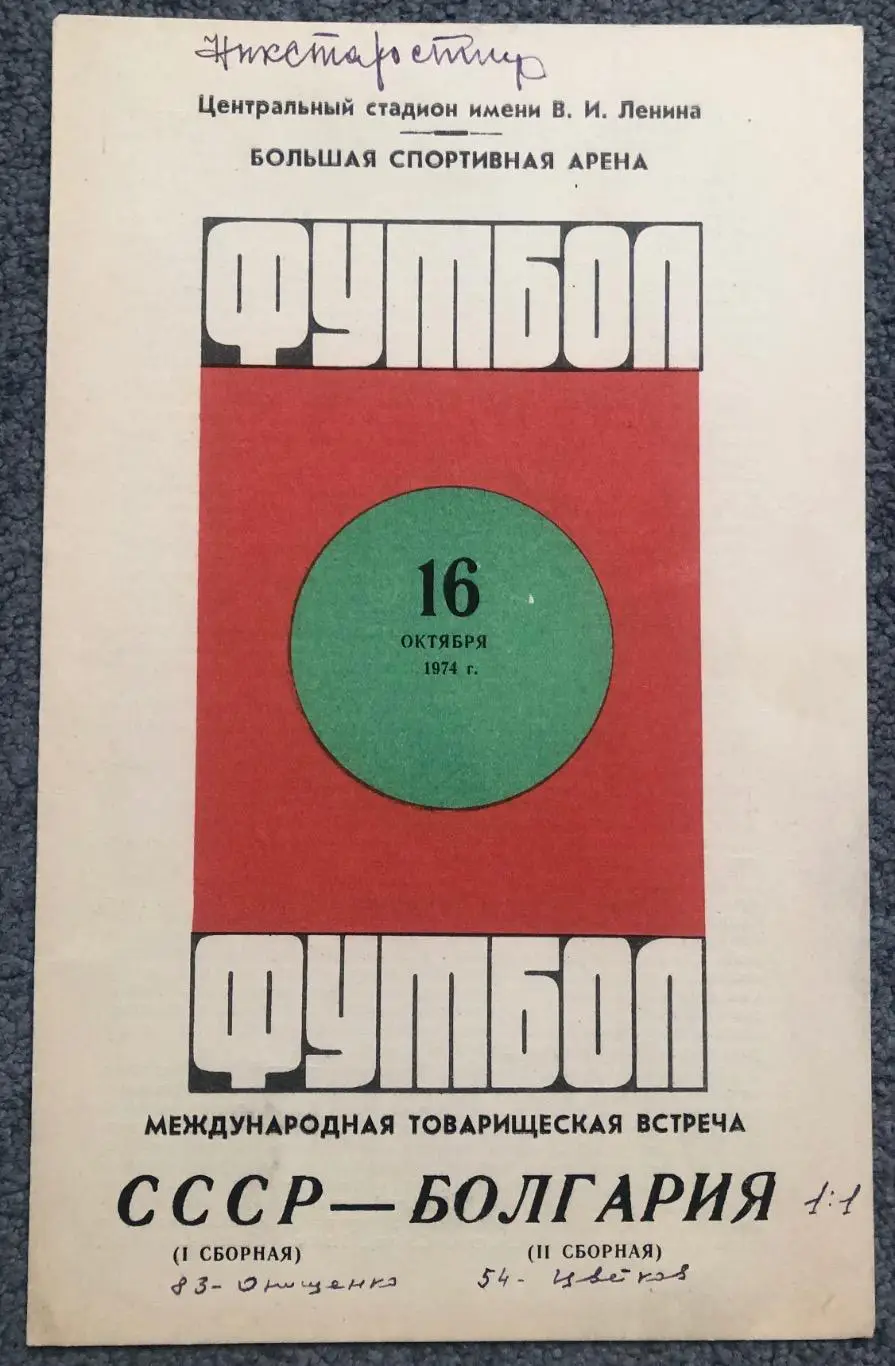 Никстаростин
Центральный стадион имени В. И. Ленина
БОЛЬШАЯ СПОРТИВНАЯ АРЕНА
ФУТБОЛ
16
ОКТЯБРЯ
1974 г.
ФУТБОЛ
МЕЖДУНАРОДНАЯ ТОВАРИЩЕСКАЯ ВСТРЕЧА
СССР — БОЛГАРИЯ 1:1
(I СБОРНАЯ) (II СБОРНАЯ)
83- Онищенко 54- Цветков